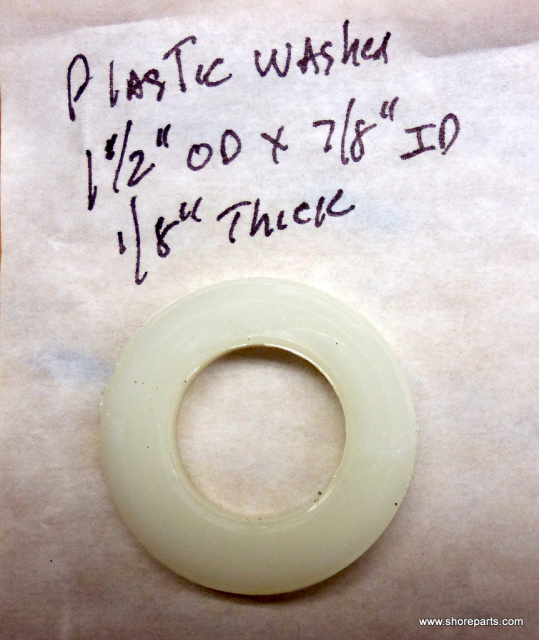 Plastic Washer
1 1/2" OD x 7/8" ID
1/8" Thick
www.shoreparts.com